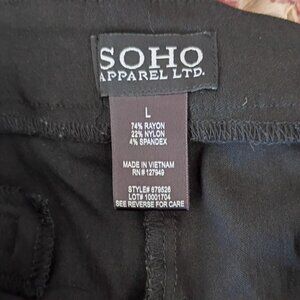 SOHO
APPAREL LTD.
L
74% RAYON
22% NYLON
4% SPANDEX
MADE IN VIETNAM
RN # 127949
STYLE# 679526
LOT# 10001704
SEE REVERSE FOR CARE